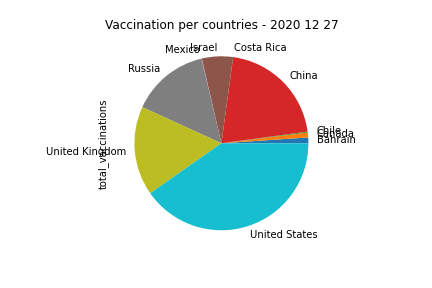 Vaccination per countries - 2020 12 27
Israel
Costa Rica
Mexico
Russia
China
Chile
Canada
Bahrain
total_vaccinations
United Kingdom
United States